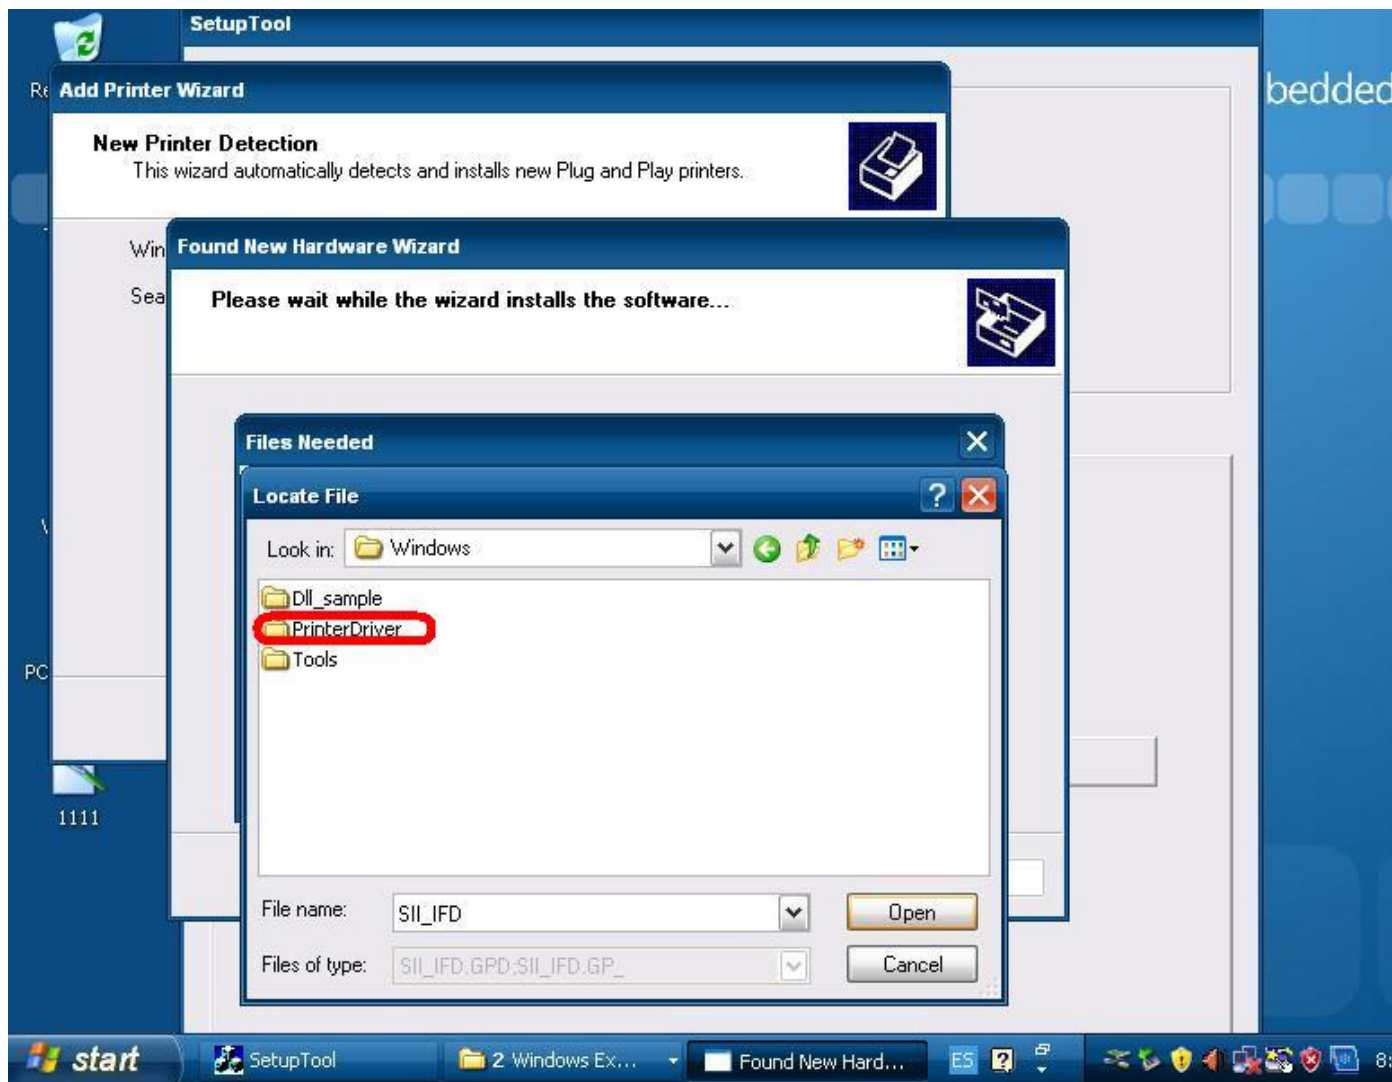 SetupTool
Re
Add Printer Wizard
bedded
New Printer Detection
This wizard automatically detects and installs new Plug and Play printers.
Win
Found New Hardware Wizard
Sea
Please wait while the wizard installs the software...
Files Needed
Locate File
Look in:
Windows
Dll_sample
PrinterDriver
Tools
PC
1111
File name:
SII_IFD
Open
Files of type:
SII_IFD.GPD;SII_IFD.GP_
Cancel
start
SetupTool
2 Windows Ex...
Found New Hard...
ES
8: